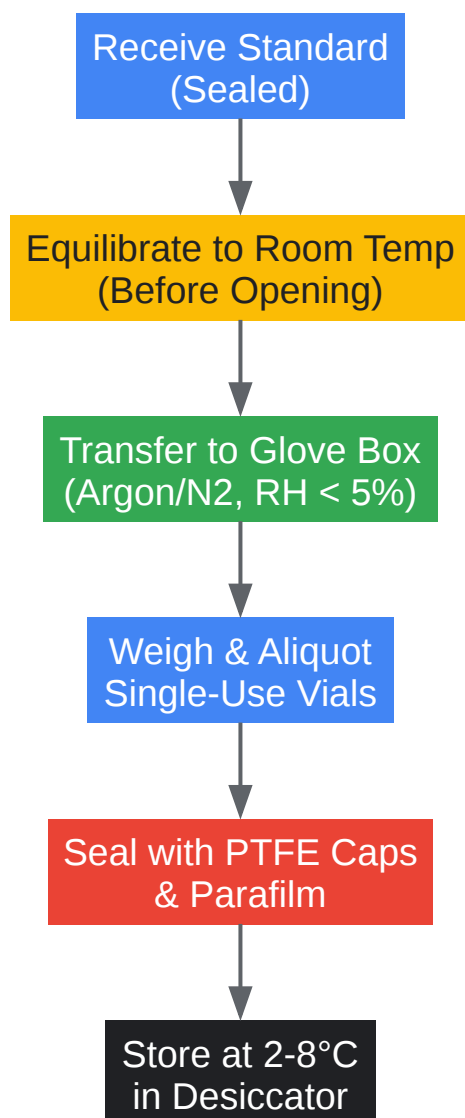 Receive Standard
(Sealed)
Equilibrate to Room Temp
(Before Opening)
Transfer to Glove Box
(Argon/N2, RH < 5%)
Weigh & Aliquot
Single-Use Vials
Seal with PTFE Caps
& Parafilm
Store at 2-8°C
in Desiccator